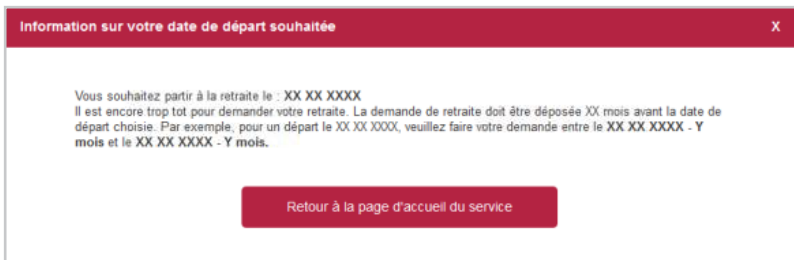 Information sur votre date de départ souhaitée X
Vous souhaitez partir à la retraite le : XX XX XXXX
Il est encore trop tot pour demander votre retraite. La demande de retraite doit être déposée XX mois avant la date de
départ choisie. Par exemple, pour un départ le XX XX XXXX, veuillez faire votre demande entre le XX XX XXXX - Y
mois et le XX XX XXXX - Y mois.
Retour à la page d'accueil du service